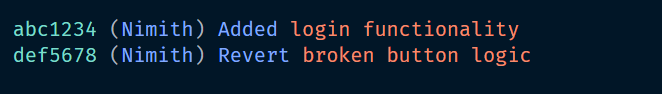 abc1234 (Nimith) Added login functionality
def5678 (Nimith) Revert broken button logic